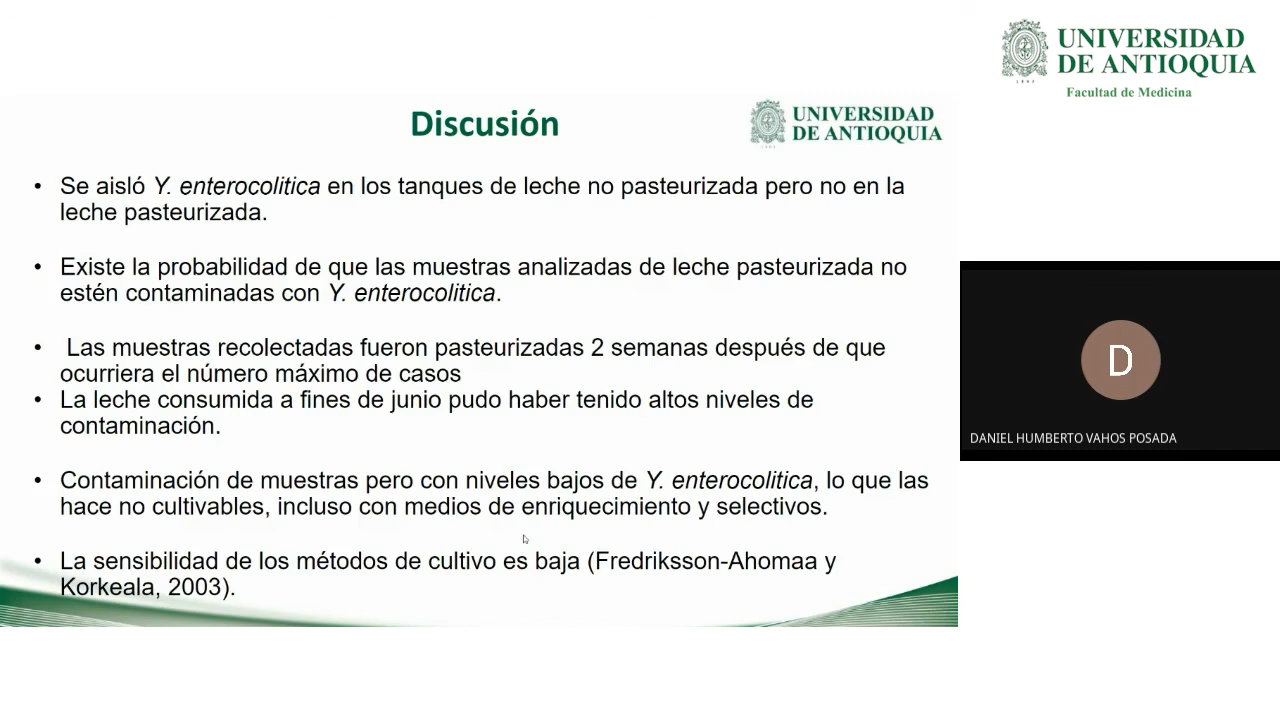 UNIVERSIDAD
DE ANTIOQUIA
1803
Facultad de Medicina
Discusión
UNIVERSIDAD
DE ANTIOQUIA
• Se aisló Y. enterocolitica en los tanques de leche no pasteurizada pero no en la
leche pasteurizada.
• Existe la probabilidad de que las muestras analizadas de leche pasteurizada no
estén contaminadas con Y. enterocolitica.
• Las muestras recolectadas fueron pasteurizadas 2 semanas después de que
ocurriera el número máximo de casos
• La leche consumida a fines de junio pudo haber tenido altos niveles de
contaminación.
• Contaminación de muestras pero con niveles bajos de Y. enterocolitica, lo que las
hace no cultivables, incluso con medios de enriquecimiento y selectivos.
• La sensibilidad de los métodos de cultivo es baja (Fredriksson-Ahomaa y
Korkeala, 2003).
D
DANIEL HUMBERTO VAHOS POSADA